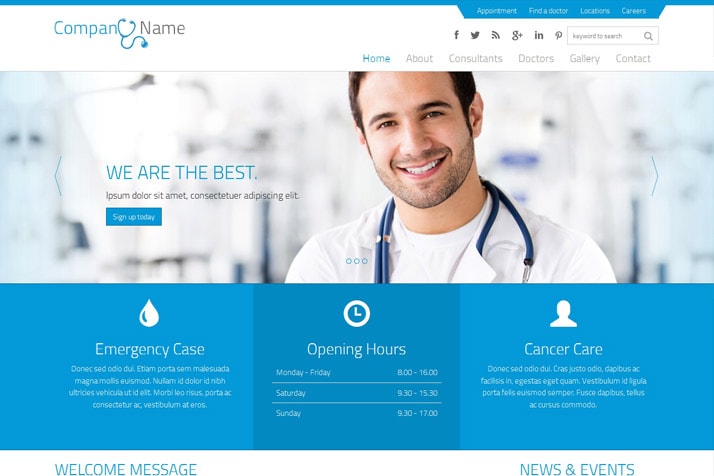 Appointment Find a doctor Locations Careers
Compan Name
keyword to search
Home About Consultants Doctors Gallery Contact
WE ARE THE BEST.
Ipsum dolor sit amet, consectetuer adipiscing elit.
Sign up today
Emergency Case
Donec sed odio dui. Etiam porta sem malesuada
magna mollis euismod. Nullam id dolor id nibh
ultricies vehicula ut id elit. Morbi leo risus, porta ac
consectetur ac, vestibulum at eros.
Opening Hours
Monday - Friday 8.00 - 16.00
Saturday 9.30 - 15.30
Sunday 9.30 - 17.00
Cancer Care
Donec sed odio dui. Cras justo odio, dapibus ac
facilisis in, egestas eget quam. Vestibulum id ligula
porta felis euismod semper. Fusce dapibus, tellus
ac cursus commodo.
WELCOME MESSAGE NEWS & EVENTS